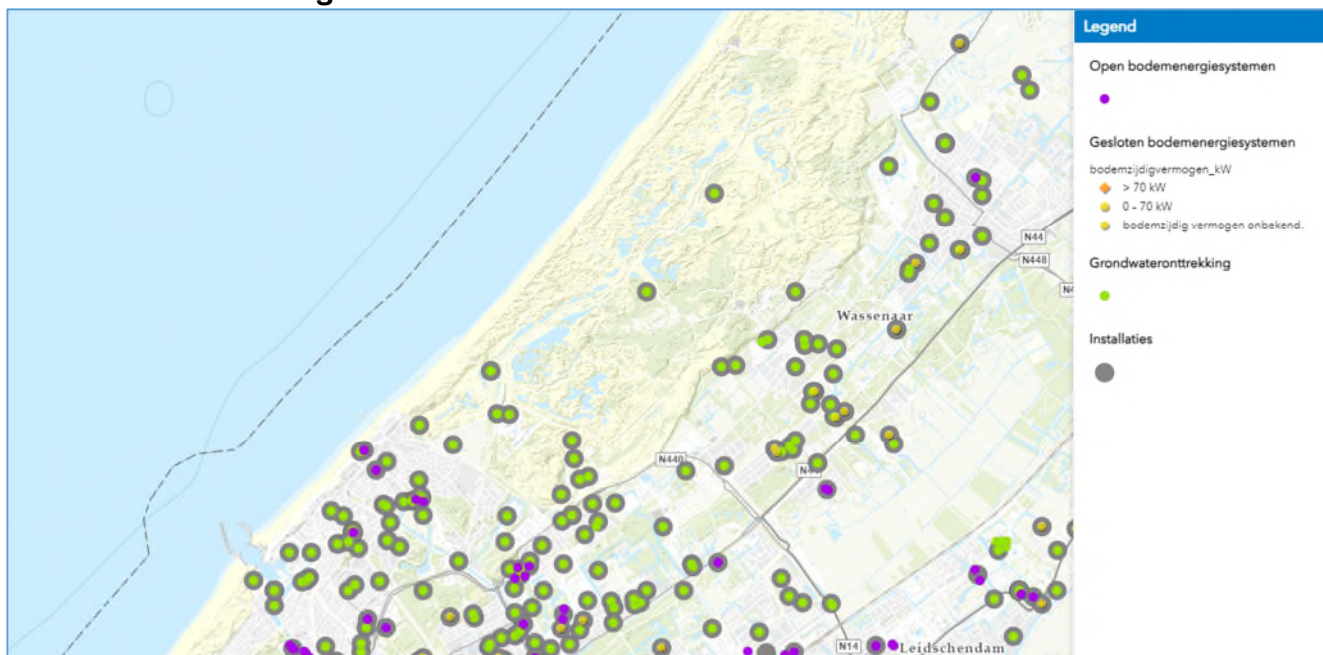 Legend
Open bodemenergiesystemen
Gesloten bodemenergiesystemen
bodemzijdigvermogen_kW
> 70 kW
0 - 70 kW
bodemzijdig vermogen onbekend.
Grondwateronttrekking
Installaties
N44
N448
Wassenaar
N440
N14
Leidschendam